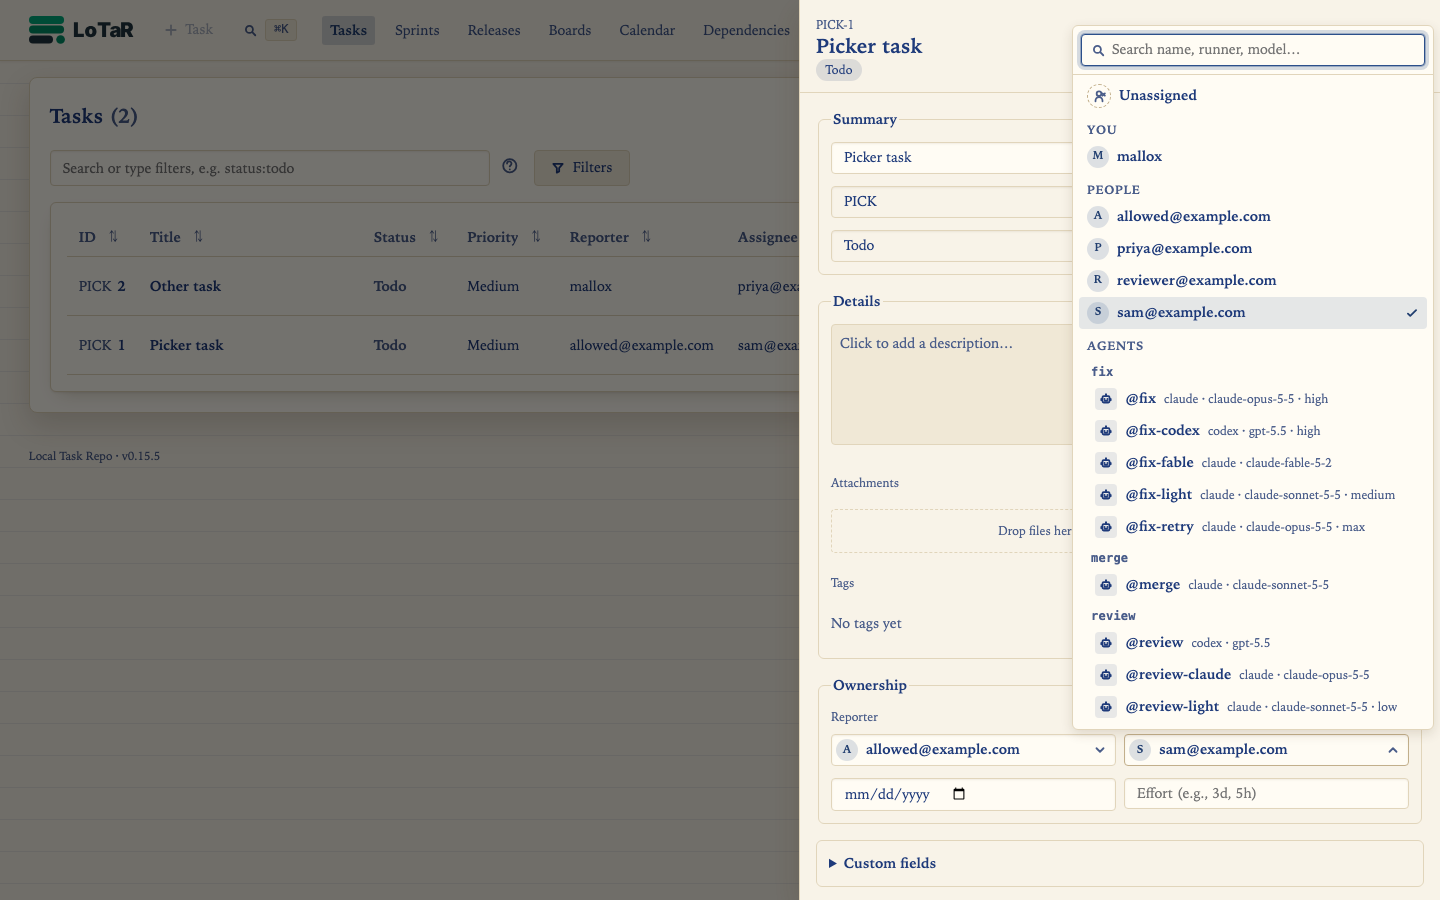 LoTaR
Task
⌘K
Tasks
Sprints
Releases
Boards
Calendar
Dependencies
Tasks (2)
Search or type filters, e.g. status:todo
Filters
ID Title Status Priority Reporter Assignee
PICK 2 Other task Todo Medium mallox priya@exa
PICK 1 Picker task Todo Medium allowed@example.com sam@exa
Local Task Repo · v0.15.5
PICK-1
Picker task
Todo
Summary
Picker task
PICK
Todo
Details
Click to add a description…
Attachments
Drop files her
Tags
No tags yet
Ownership
Reporter
allowed@example.com
sam@example.com
mm/dd/yyyy
Effort (e.g., 3d, 5h)
Custom fields
Search name, runner, model…
Unassigned
YOU
M mallox
PEOPLE
A allowed@example.com
P priya@example.com
R reviewer@example.com
S sam@example.com
AGENTS
fix
@fix claude · claude-opus-5-5 · high
@fix-codex codex · gpt-5.5 · high
@fix-fable claude · claude-fable-5-2
@fix-light claude · claude-sonnet-5-5 · medium
@fix-retry claude · claude-opus-5-5 · max
merge
@merge claude · claude-sonnet-5-5
review
@review codex · gpt-5.5
@review-claude claude · claude-opus-5-5
@review-light claude · claude-sonnet-5-5 · low